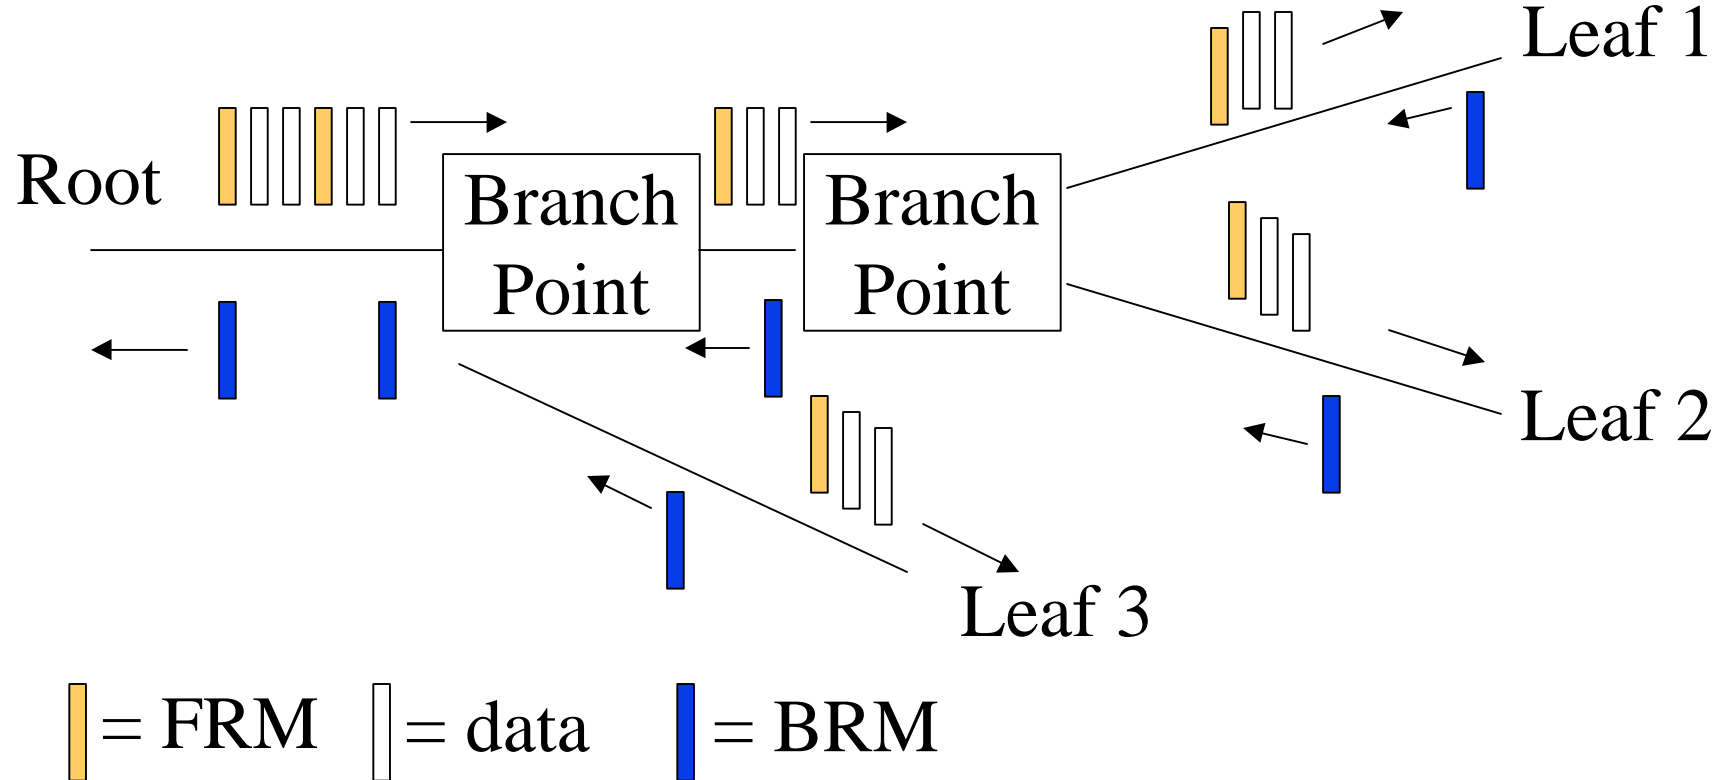 Leaf 1
Root
Branch
Point
Branch
Point
Leaf 2
Leaf 3
= FRM
= data
= BRM